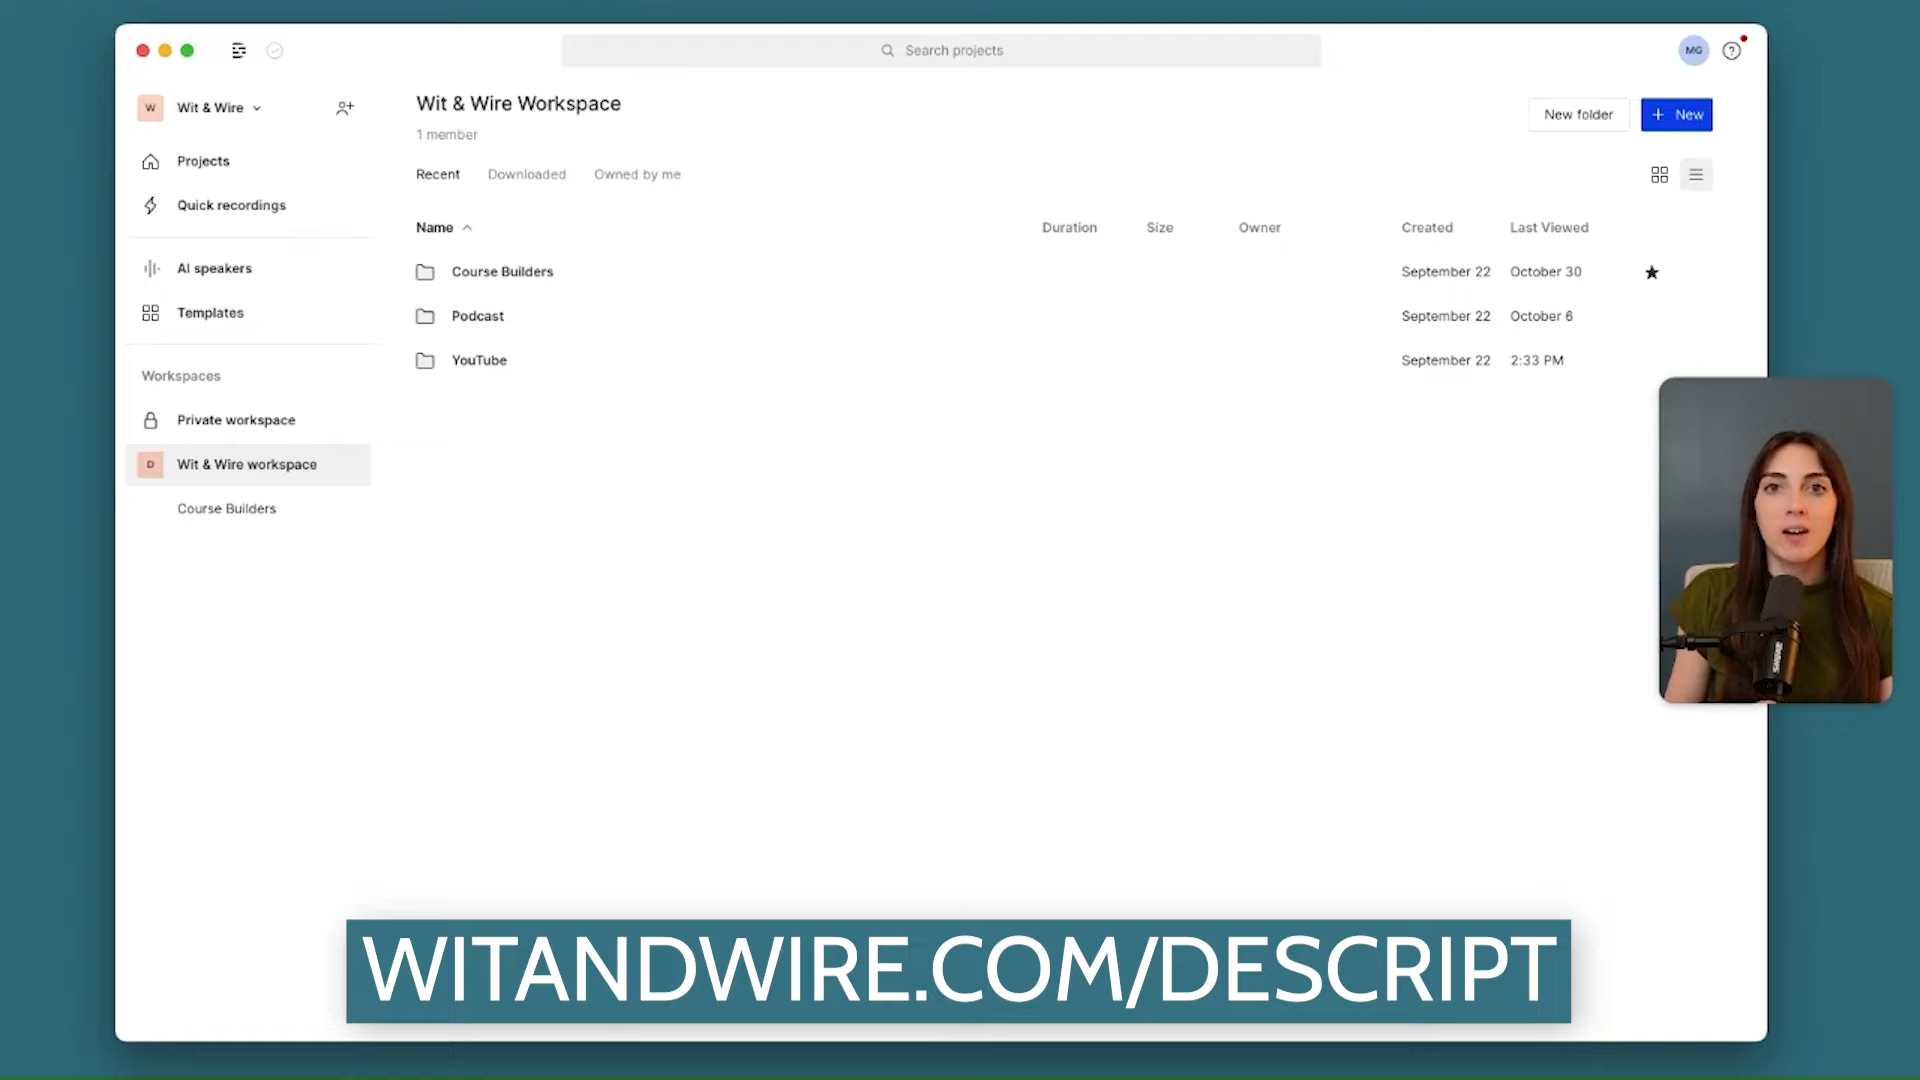 Search projects
MG
?
W Wit & Wire
Wit & Wire Workspace
New folder
+ New
1 member
Projects
Recent Downloaded Owned by me
Quick recordings
Name Duration Size Owner Created Last Viewed
AI speakers
Course Builders September 22 October 30
Templates
Podcast September 22 October 6
YouTube September 22 2:33 PM
Workspaces
Private workspace
D Wit & Wire workspace
Course Builders
SHURE
WITANDWIRE.COM/DESCRIPT